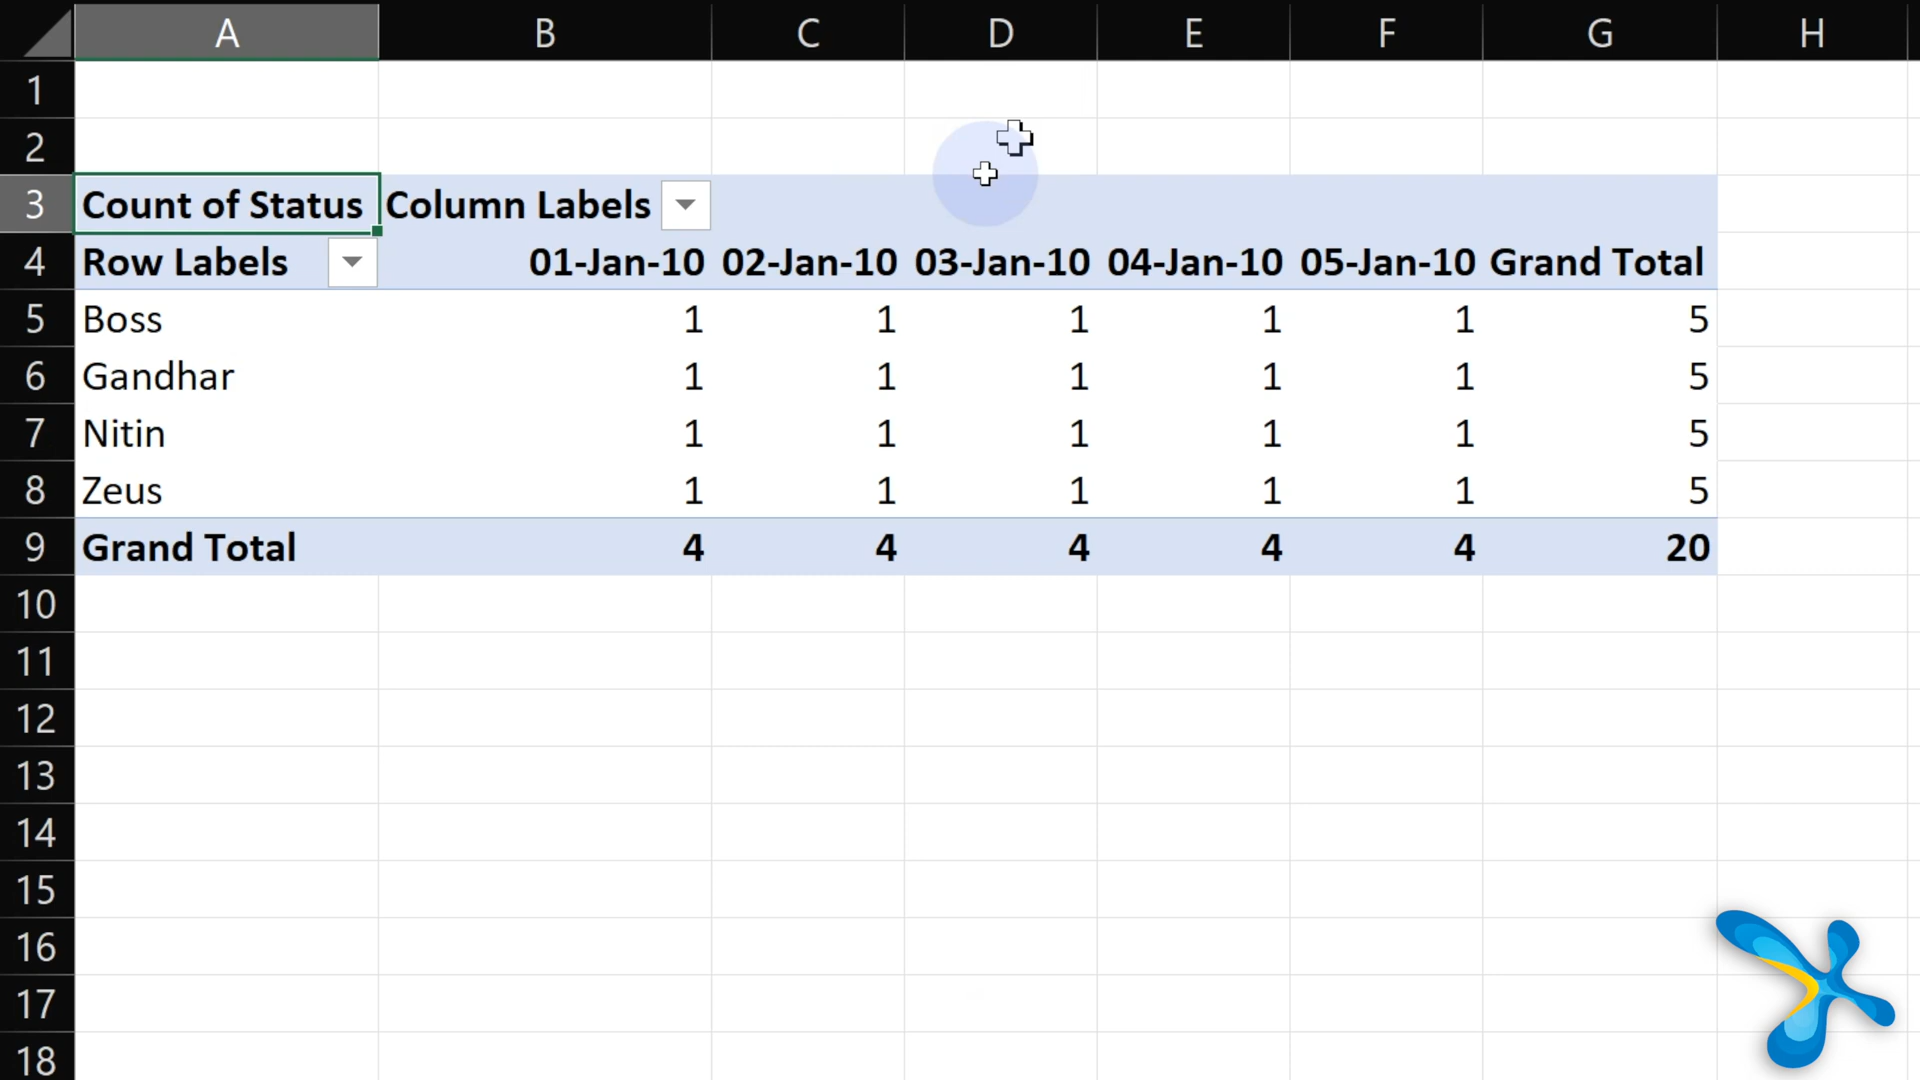 A B C D E F G H
1
2
3 Count of Status Column Labels
4 Row Labels 01-Jan-10 02-Jan-10 03-Jan-10 04-Jan-10 05-Jan-10 Grand Total
5 Boss 1 1 1 1 1 5
6 Gandhar 1 1 1 1 1 5
7 Nitin 1 1 1 1 1 5
8 Zeus 1 1 1 1 1 5
9 Grand Total 4 4 4 4 4 20
10
11
12
13
14
15
16
17
18